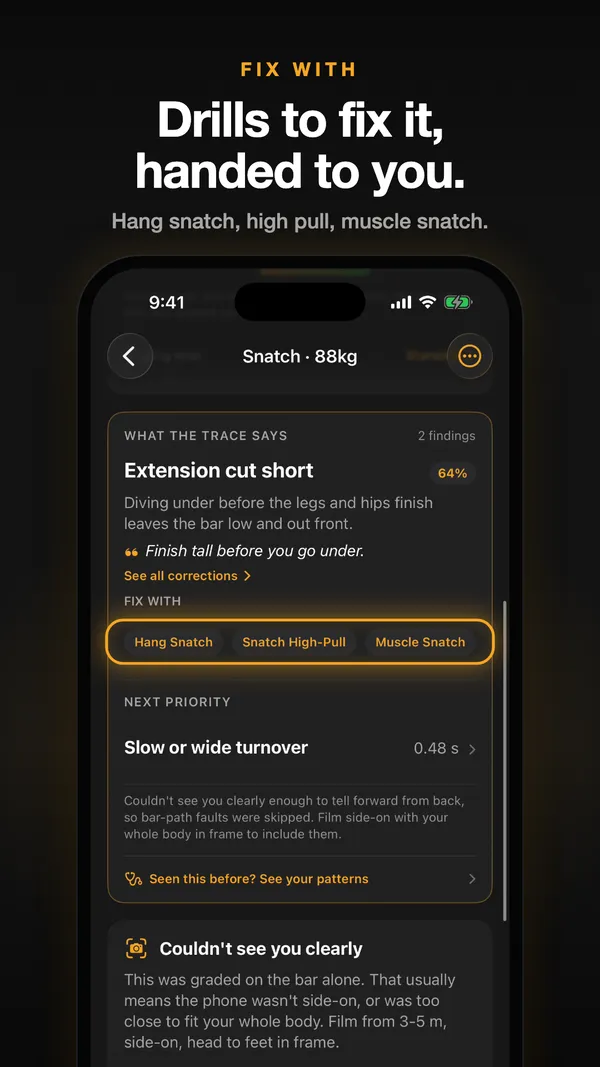 FIX WITH
Drills to fix it,
handed to you.
Hang snatch, high pull, muscle snatch.
9:41
Snatch · 88kg
WHAT THE TRACE SAYS
2 findings
Extension cut short
64%
Diving under before the legs and hips finish
leaves the bar low and out front.
❝ Finish tall before you go under.
See all corrections >
FIX WITH
Hang Snatch
Snatch High-Pull
Muscle Snatch
NEXT PRIORITY
Slow or wide turnover
0.48 s >
Couldn't see you clearly enough to tell forward from back,
so bar-path faults were skipped. Film side-on with your
whole body in frame to include them.
Seen this before? See your patterns >
Couldn't see you clearly
This was graded on the bar alone. That usually
means the phone wasn't side-on, or was too
close to fit your whole body. Film from 3-5 m,
side-on, head to feet in frame.